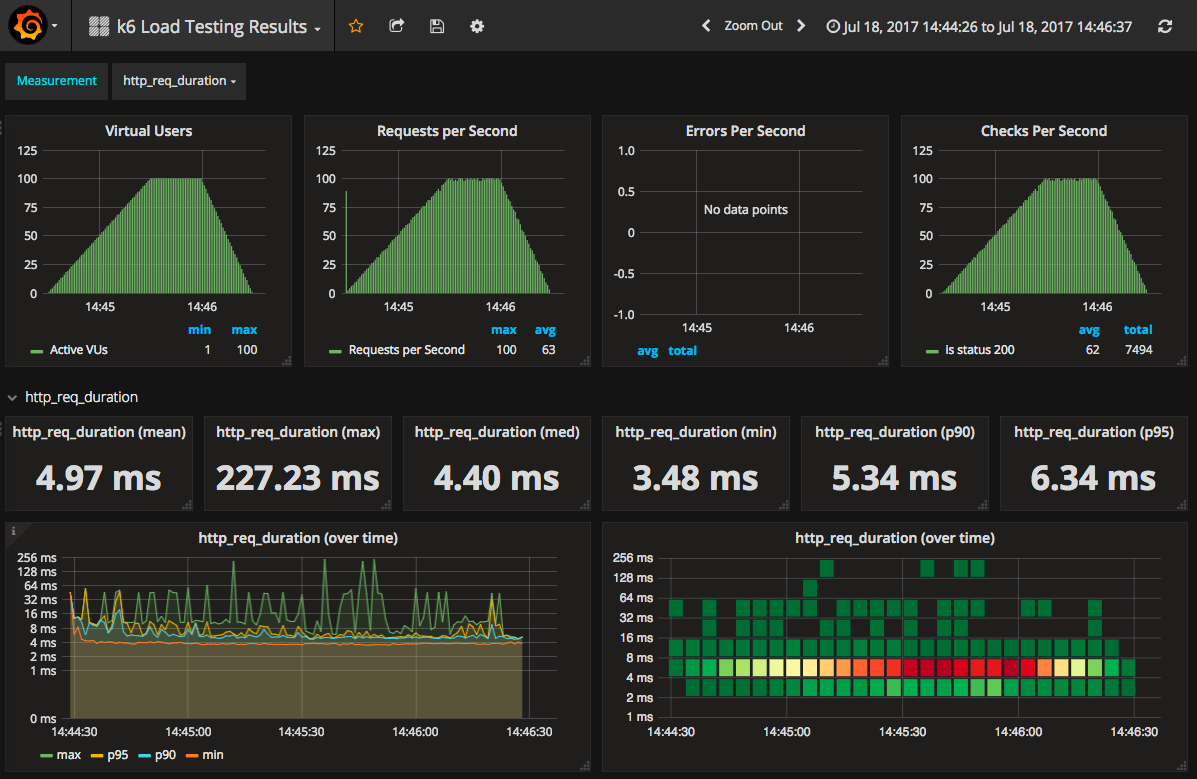 k6 Load Testing Results
Zoom Out
Jul 18, 2017 14:44:26 to Jul 18, 2017 14:46:37
Measurement
http_req_duration
Virtual Users
125
100
75
50
25
0
14:45
14:46
min
max
Active VUs
1
100
Requests per Second
125
100
75
50
25
0
14:45
14:46
max
avg
Requests per Second
100
63
Errors Per Second
1.0
0.5
0
-0.5
-1.0
No data points
14:45
14:46
avg
total
Checks Per Second
125
100
75
50
25
0
14:45
14:46
avg
total
is status 200
62
7494
http_req_duration
http_req_duration (mean)
4.97 ms
http_req_duration (max)
227.23 ms
http_req_duration (med)
4.40 ms
http_req_duration (min)
3.48 ms
http_req_duration (p90)
5.34 ms
http_req_duration (p95)
6.34 ms
i
http_req_duration (over time)
256 ms
128 ms
64 ms
32 ms
16 ms
8 ms
4 ms
2 ms
1 ms
0 ms
14:44:30
14:45:00
14:45:30
14:46:00
14:46:30
max
p95
p90
min
http_req_duration (over time)
256 ms
128 ms
64 ms
32 ms
16 ms
8 ms
4 ms
2 ms
1 ms
14:44:30
14:45:00
14:45:30
14:46:00
14:46:30